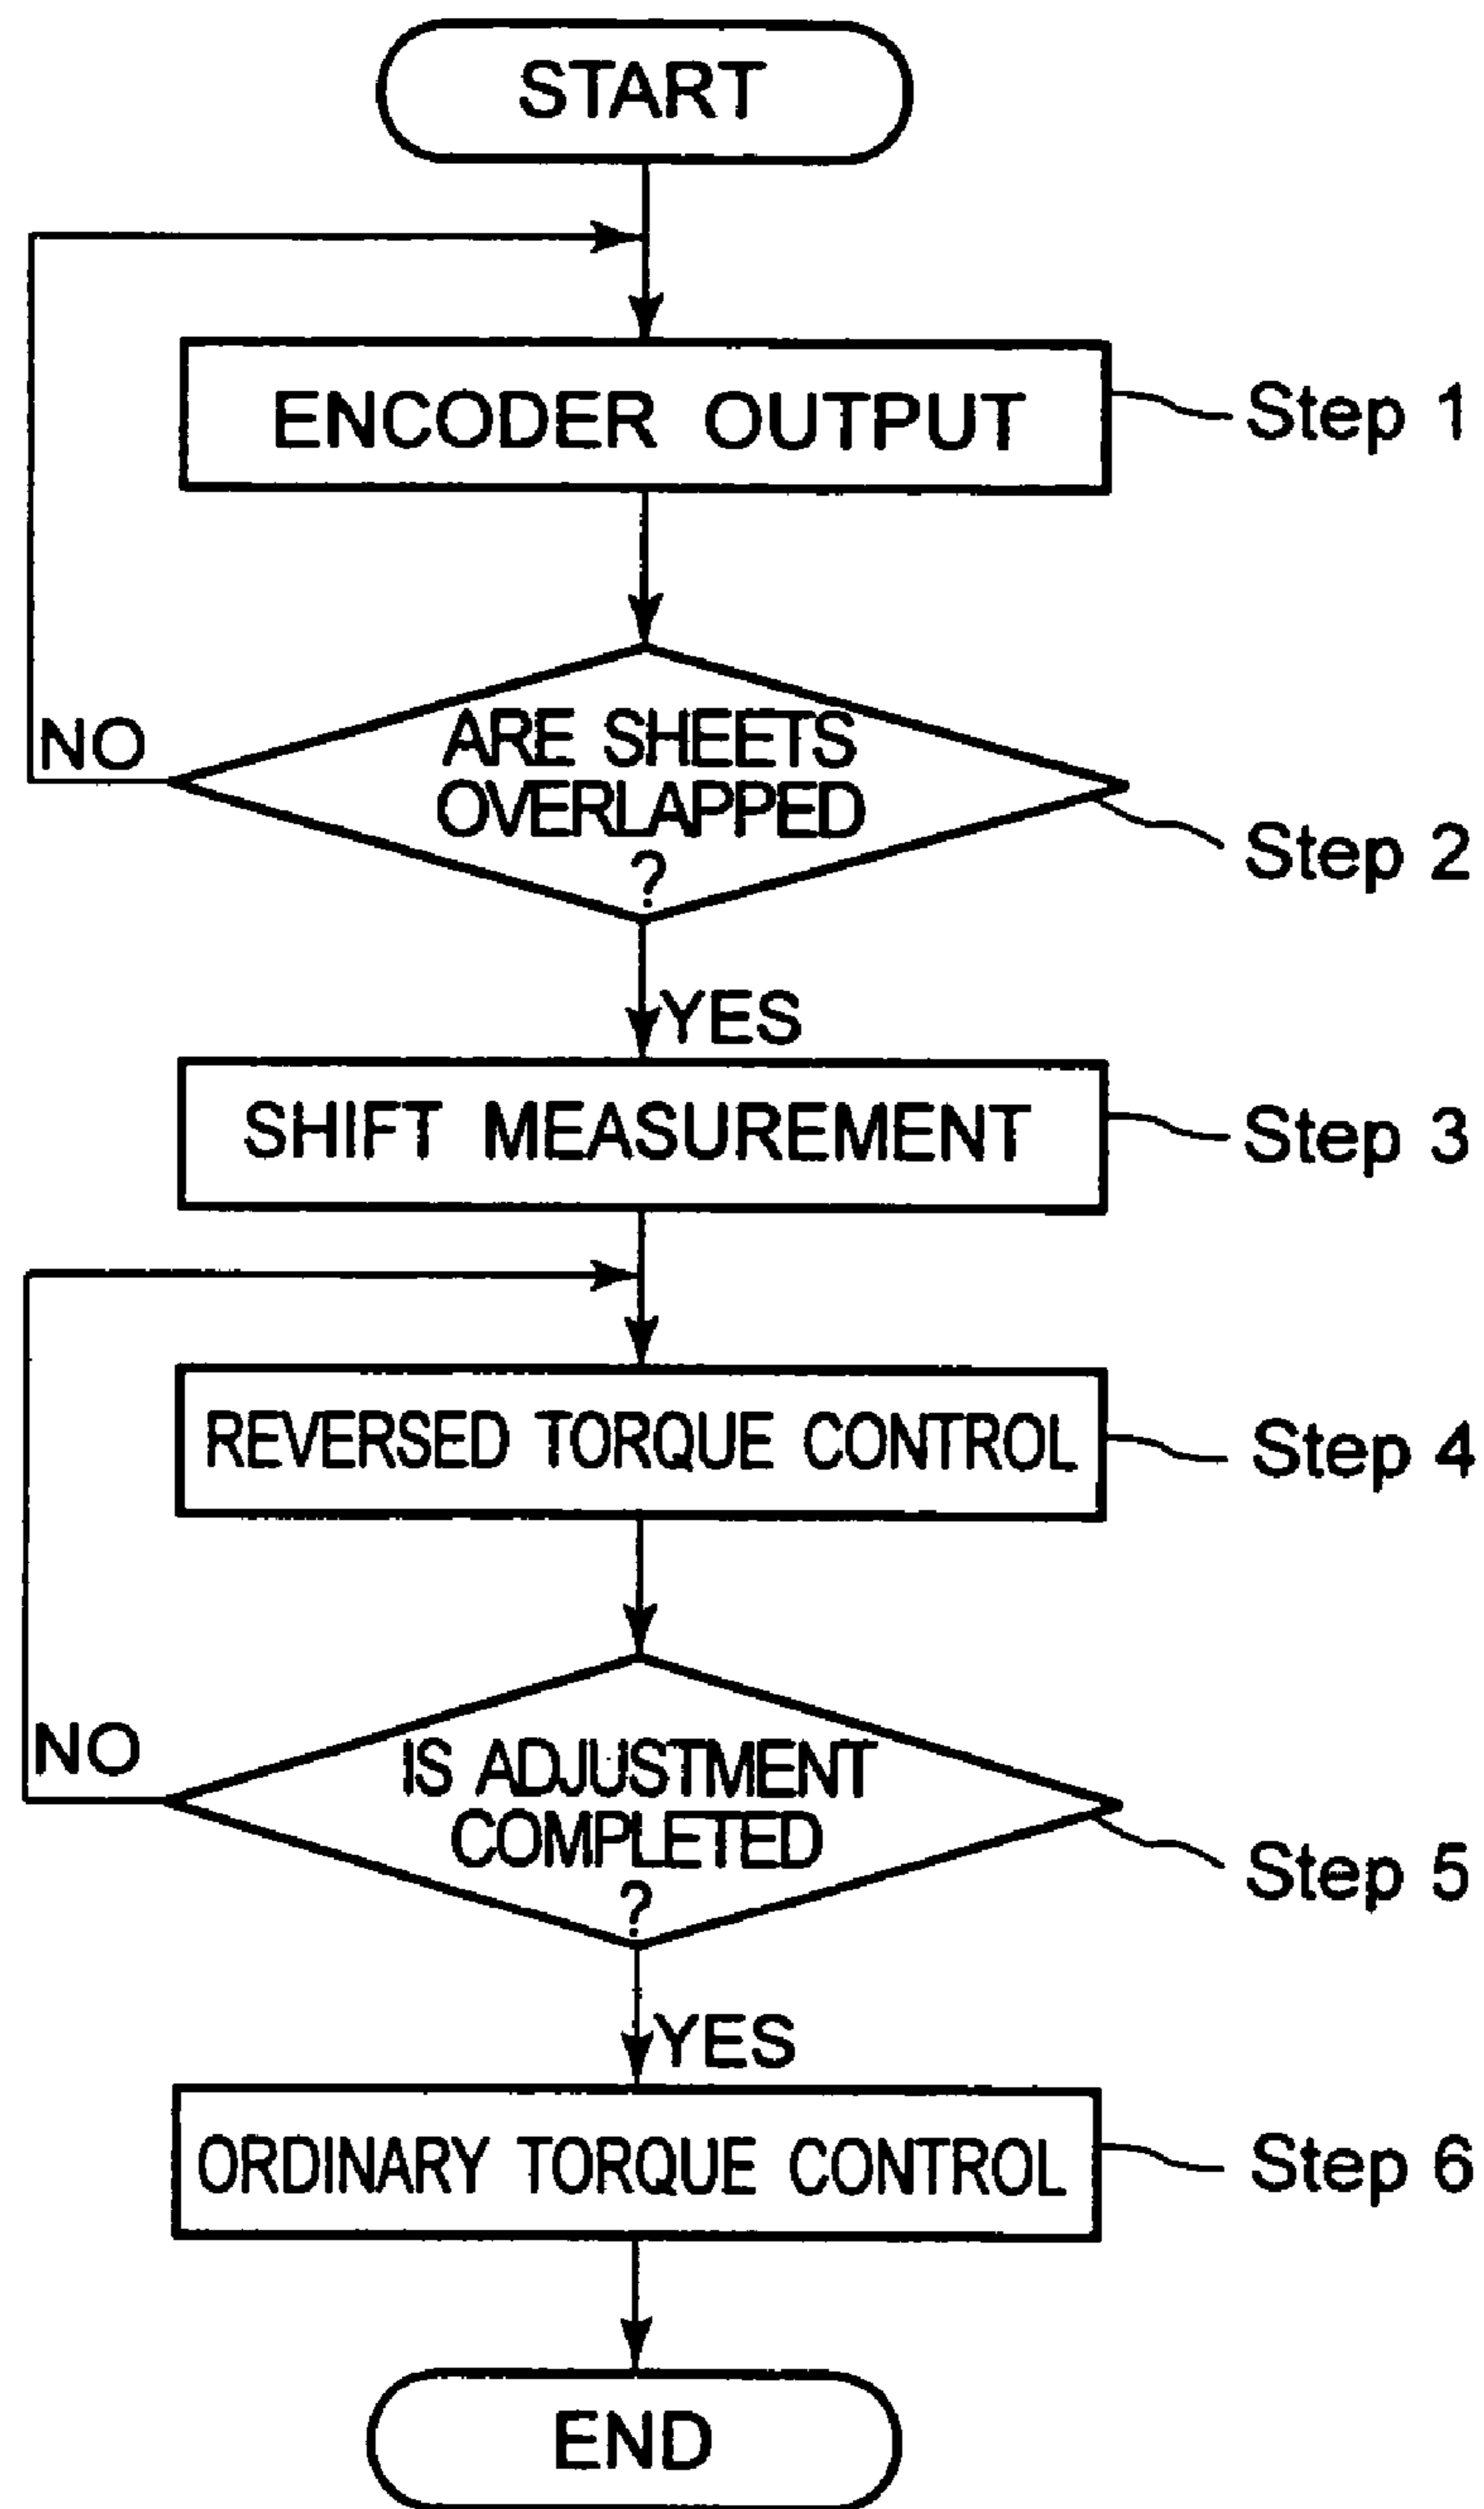 START
ENCODER OUTPUT
Step 1
NO
ARE SHEETS
OVERLAPPED
?
Step 2
YES
SHIFT MEASUREMENT
Step 3
REVERSED TORQUE CONTROL
Step 4
NO
IS ADJUSTMENT
COMPLETED
?
Step 5
YES
ORDINARY TORQUE CONTROL
Step 6
END